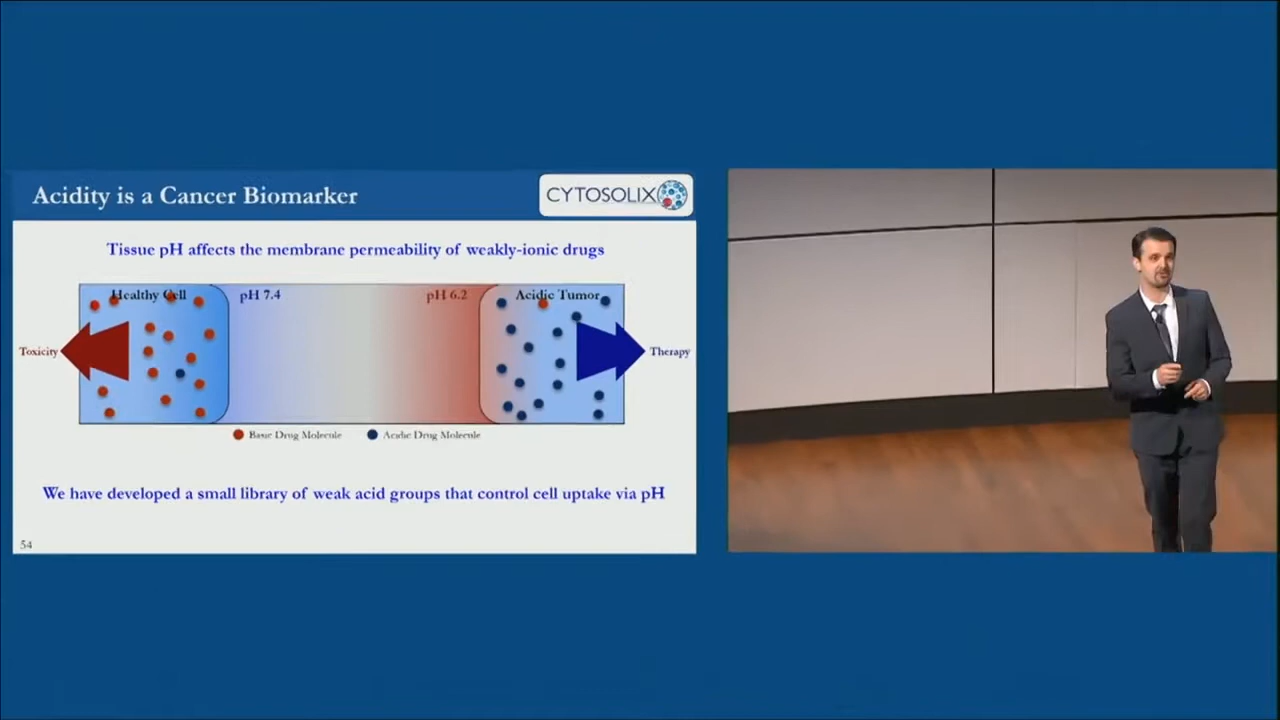 Acidity is a Cancer Biomarker
CYTOSOLIX
Tissue pH affects the membrane permeability of weakly-ionic drugs
Healthy Cell
pH 7.4
pH 6.2
Acidic Tumor
Toxicity
Therapy
Basic Drug Molecule
Acidic Drug Molecule
We have developed a small library of weak acid groups that control cell uptake via pH
54